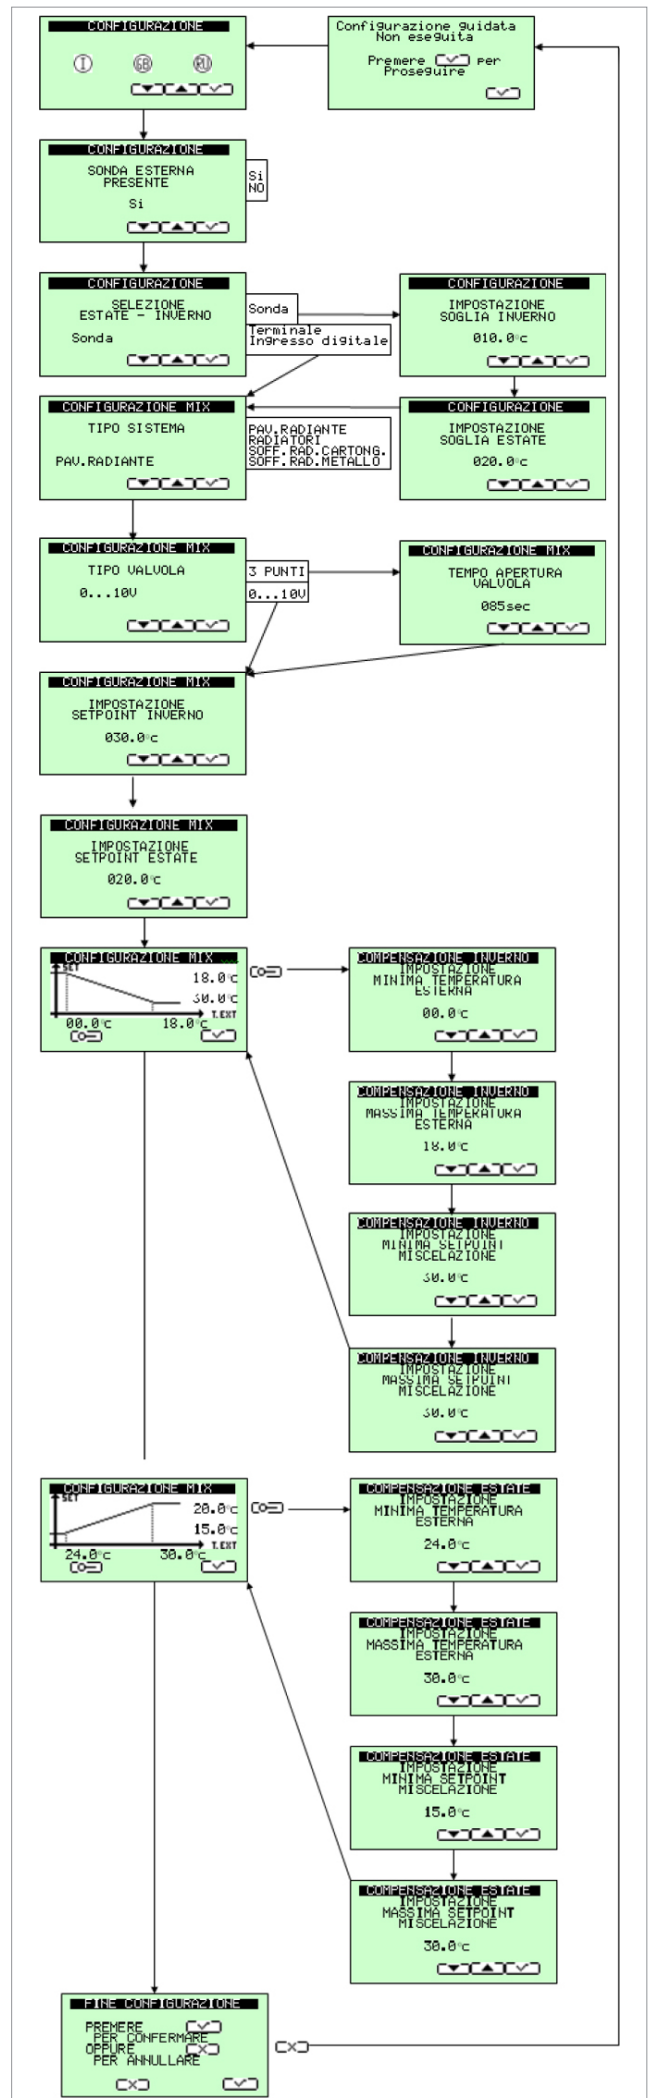 CONFIGURAZIONE
I
GB
RU
Configurazione guidata
Non eseguita
Premere per
Proseguire
CONFIGURAZIONE
SONDA ESTERNA
PRESENTE
Si
Si
NO
CONFIGURAZIONE
SELEZIONE
ESTATE - INVERNO
Sonda
Sonda
Terminale
Ingresso digitale
CONFIGURAZIONE
IMPOSTAZIONE
SOGLIA INVERNO
010.0°c
CONFIGURAZIONE MIX
TIPO SISTEMA
PAV.RADIANTE
PAV.RADIANTE
RADIATORI
SOFF.RAD.CARTONG.
SOFF.RAD.METALLO
CONFIGURAZIONE
IMPOSTAZIONE
SOGLIA ESTATE
020.0°c
CONFIGURAZIONE MIX
TIPO VALVOLA
0...10V
3 PUNTI
0...10V
CONFIGURAZIONE MIX
TEMPO APERTURA
VALVOLA
085sec
CONFIGURAZIONE MIX
IMPOSTAZIONE
SETPOINT INVERNO
030.0°c
CONFIGURAZIONE MIX
IMPOSTAZIONE
SETPOINT ESTATE
020.0°c
CONFIGURAZIONE MIX
SET
18.0°c
30.0°c
T.EXT
00.0°c 18.0°c
COMPENSAZIONE INVERNO
IMPOSTAZIONE
MINIMA TEMPERATURA
ESTERNA
00.0°c
COMPENSAZIONE INVERNO
IMPOSTAZIONE
MASSIMA TEMPERATURA
ESTERNA
18.0°c
COMPENSAZIONE INVERNO
IMPOSTAZIONE
MINIMA SETPOINT
MISCELAZIONE
30.0°c
COMPENSAZIONE INVERNO
IMPOSTAZIONE
MASSIMA SETPOINT
MISCELAZIONE
30.0°c
CONFIGURAZIONE MIX
SET
20.0°c
15.0°c
T.EXT
24.0°c 30.0°c
COMPENSAZIONE ESTATE
IMPOSTAZIONE
MINIMA TEMPERATURA
ESTERNA
24.0°c
COMPENSAZIONE ESTATE
IMPOSTAZIONE
MASSIMA TEMPERATURA
ESTERNA
30.0°c
COMPENSAZIONE ESTATE
IMPOSTAZIONE
MINIMA SETPOINT
MISCELAZIONE
15.0°c
COMPENSAZIONE ESTATE
IMPOSTAZIONE
MASSIMA SETPOINT
MISCELAZIONE
30.0°c
FINE CONFIGURAZIONE
PREMERE
PER CONFERMARE
OPPURE
PER ANNULLARE